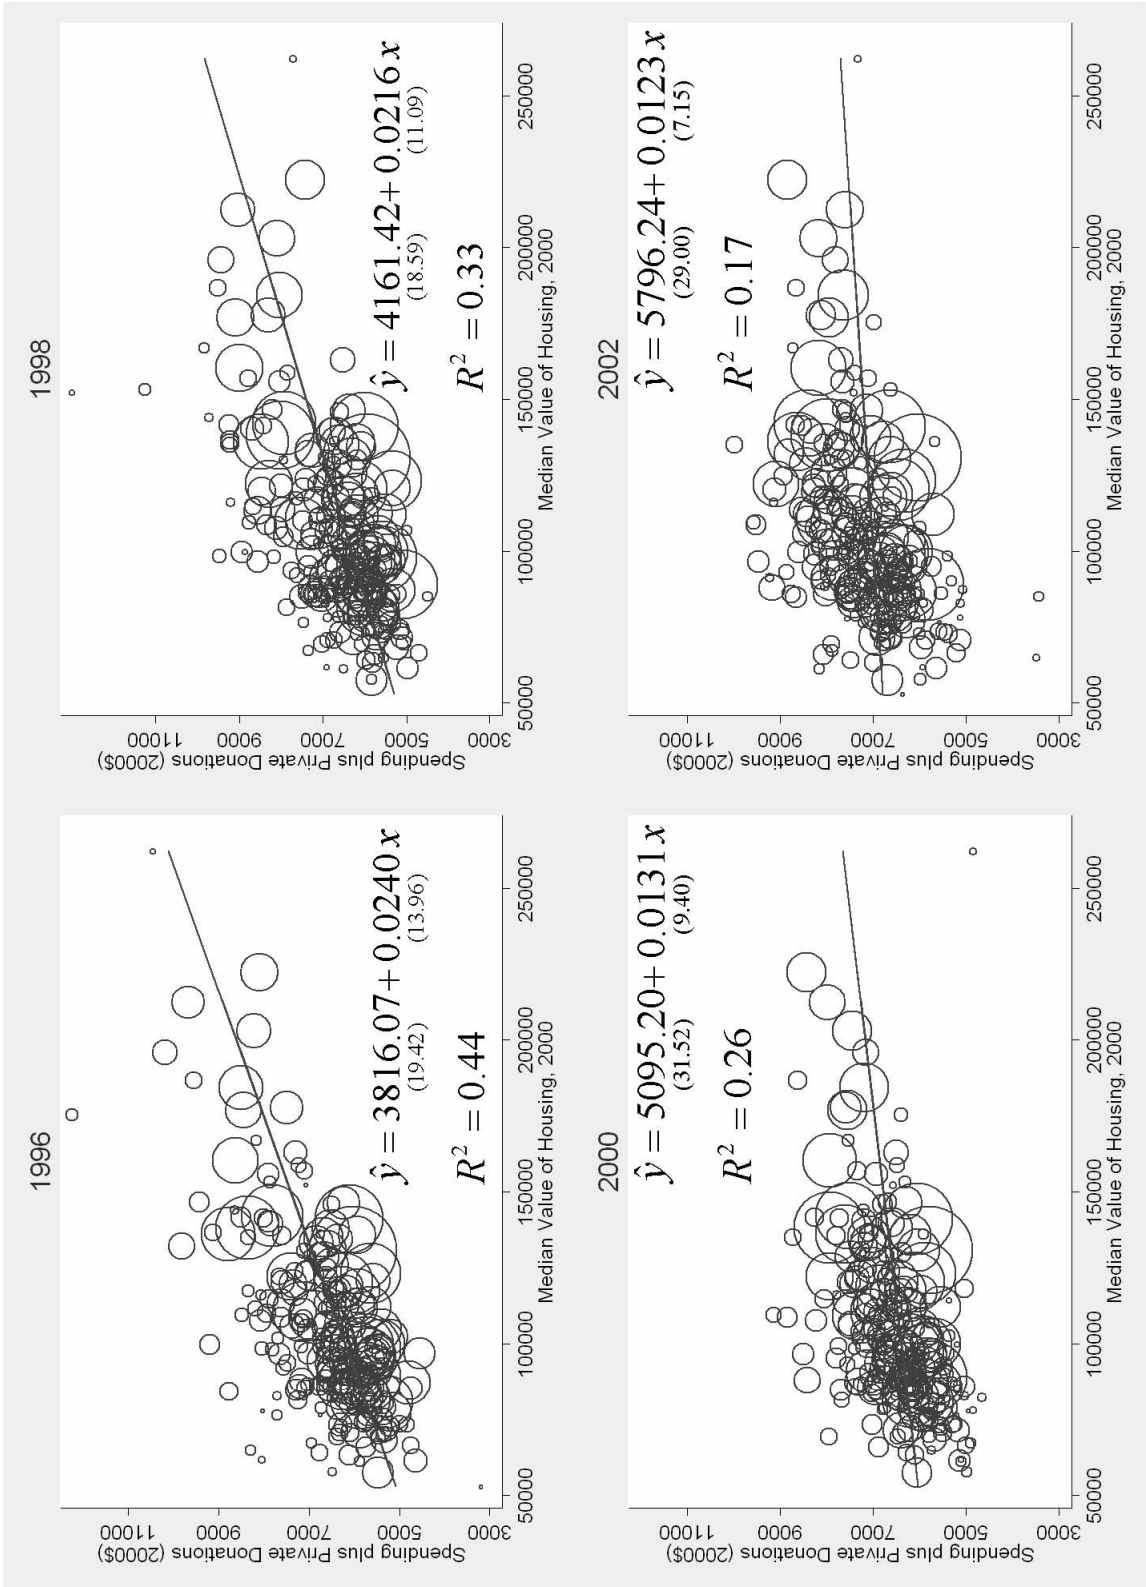 1996
Spending plus Private Donations (2000$)
3000 5000 7000 9000 11000
ŷ = 3816.07+ 0.0240x
(19.42) (13.96)
R² = 0.44
50000 100000 150000 200000 250000
Median Value of Housing, 2000
1998
Spending plus Private Donations (2000$)
3000 5000 7000 9000 11000
ŷ = 4161.42+ 0.0216x
(18.59) (11.09)
R² = 0.33
50000 100000 150000 200000 250000
Median Value of Housing, 2000
2000
Spending plus Private Donations (2000$)
3000 5000 7000 9000 11000
ŷ = 5095.20+ 0.0131x
(31.52) (9.40)
R² = 0.26
50000 100000 150000 200000 250000
Median Value of Housing, 2000
2002
Spending plus Private Donations (2000$)
3000 5000 7000 9000 11000
ŷ = 5796.24+ 0.0123x
(29.00) (7.15)
R² = 0.17
50000 100000 150000 200000 250000
Median Value of Housing, 2000